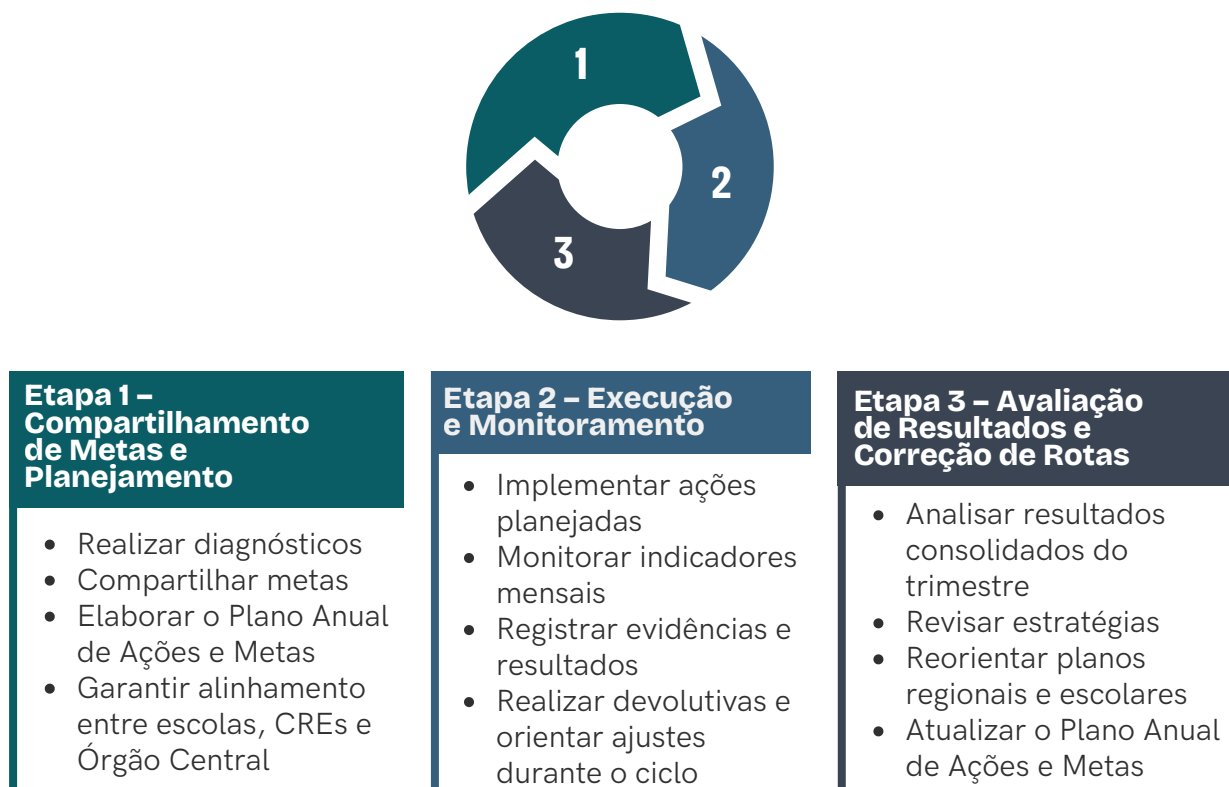 1
2
3
Etapa 1 –
Compartilhamento
de Metas e
Planejamento
• Realizar diagnósticos
• Compartilhar metas
• Elaborar o Plano Anual
de Ações e Metas
• Garantir alinhamento
entre escolas, CREs e
Órgão Central
Etapa 2 – Execução
e Monitoramento
• Implementar ações
planejadas
• Monitorar indicadores
mensais
• Registrar evidências e
resultados
• Realizar devolutivas e
orientar ajustes
durante o ciclo
Etapa 3 – Avaliação
de Resultados e
Correção de Rotas
• Analisar resultados
consolidados do
trimestre
• Revisar estratégias
• Reorientar planos
regionais e escolares
• Atualizar o Plano Anual
de Ações e Metas